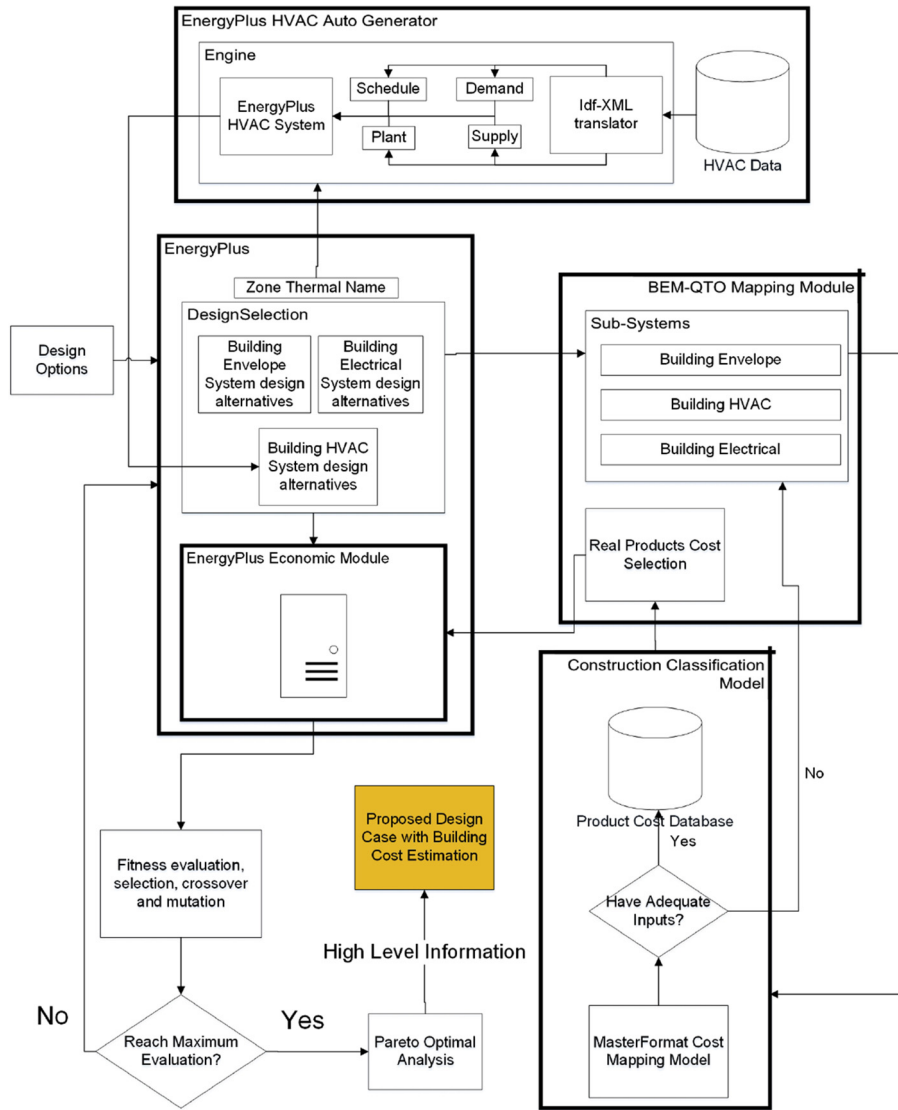 EnergyPlus HVAC Auto Generator
Engine
EnergyPlus
HVAC System
Schedule
Demand
Plant
Supply
Idf-XML
translator
HVAC Data
EnergyPlus
Zone Thermal Name
DesignSelection
Building
Envelope
System design
alternatives
Building
Electrical
System design
alternatives
Building HVAC
System design
alternatives
Design
Options
EnergyPlus Economic Module
BEM-QTO Mapping Module
Sub-Systems
Building Envelope
Building HVAC
Building Electrical
Real Products Cost
Selection
Construction Classification
Model
Product Cost Database
Yes
No
Have Adequate
Inputs?
MasterFormat Cost
Mapping Model
Fitness evaluation,
selection, crossover
and mutation
Reach Maximum
Evaluation?
No
Yes
Pareto Optimal
Analysis
High Level Information
Proposed Design
Case with Building
Cost Estimation